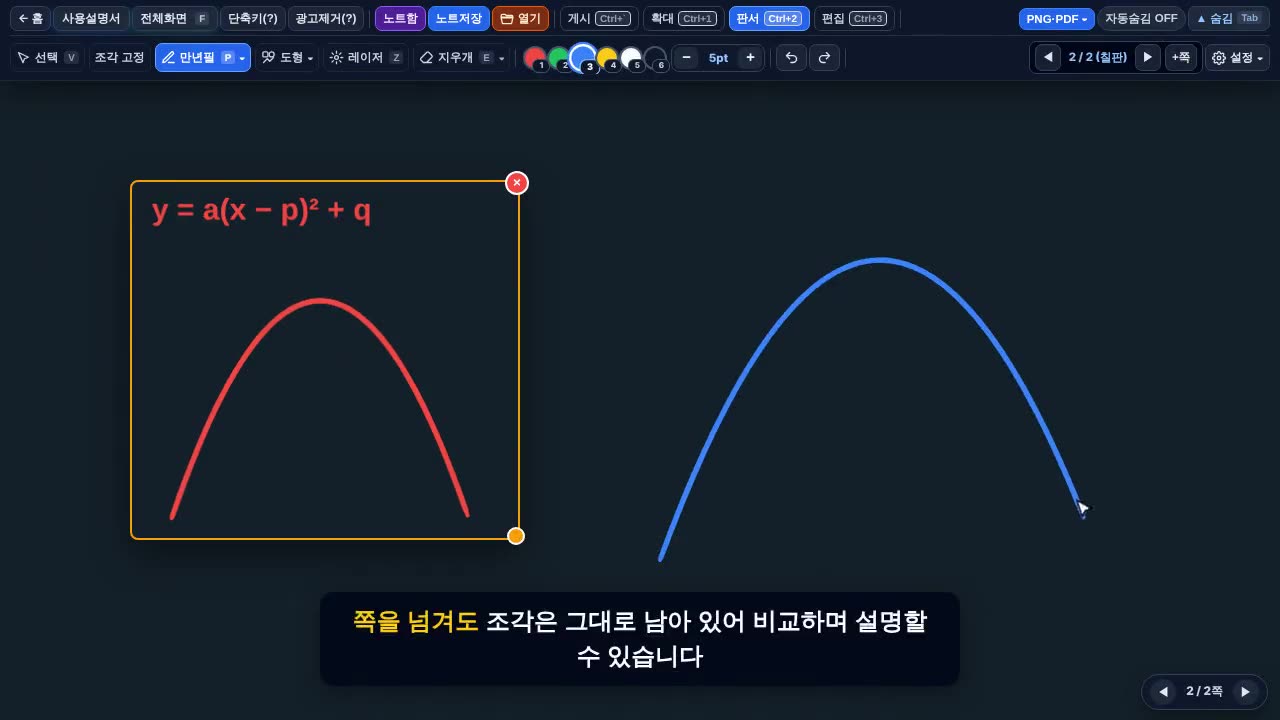 ← 홈 사용설명서 전체화면 F 단축키(?) 광고제거(?) 노트함 노트저장 열기 게시 Ctrl+` 확대 Ctrl+1 판서 Ctrl+2 편집 Ctrl+3 PNG·PDF 자동숨김 OFF ▲ 숨김 Tab
선택 V 조각 고정 만년필 P 도형 레이저 Z 지우개 E 1 2 3 4 5 6 − 5pt + ◀ 2 / 2 (칠판) ▶ +쪽 설정
y = a(x − p)² + q
쪽을 넘겨도 조각은 그대로 남아 있어 비교하며 설명할
수 있습니다
◀ 2 / 2쪽 ▶